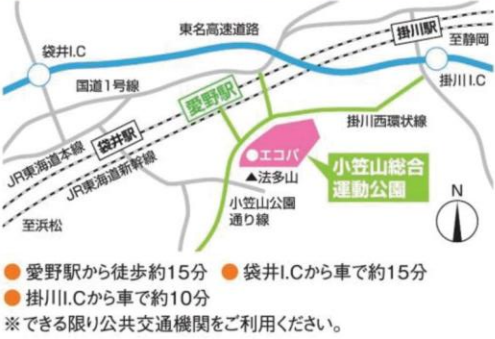 東名高速道路
掛川駅
至静岡
袋井I.C
国道1号線
掛川I.C
愛野駅
袋井駅
掛川西環状線
エコパ
JR東海道本線
JR東海道新幹線
▲法多山
小笠山総合
運動公園
小笠山公園
通り線
至浜松
N
● 愛野駅から徒歩約15分 ● 袋井I.Cから車で約15分
● 掛川I.Cから車で約10分
※できる限り公共交通機関をご利用ください。